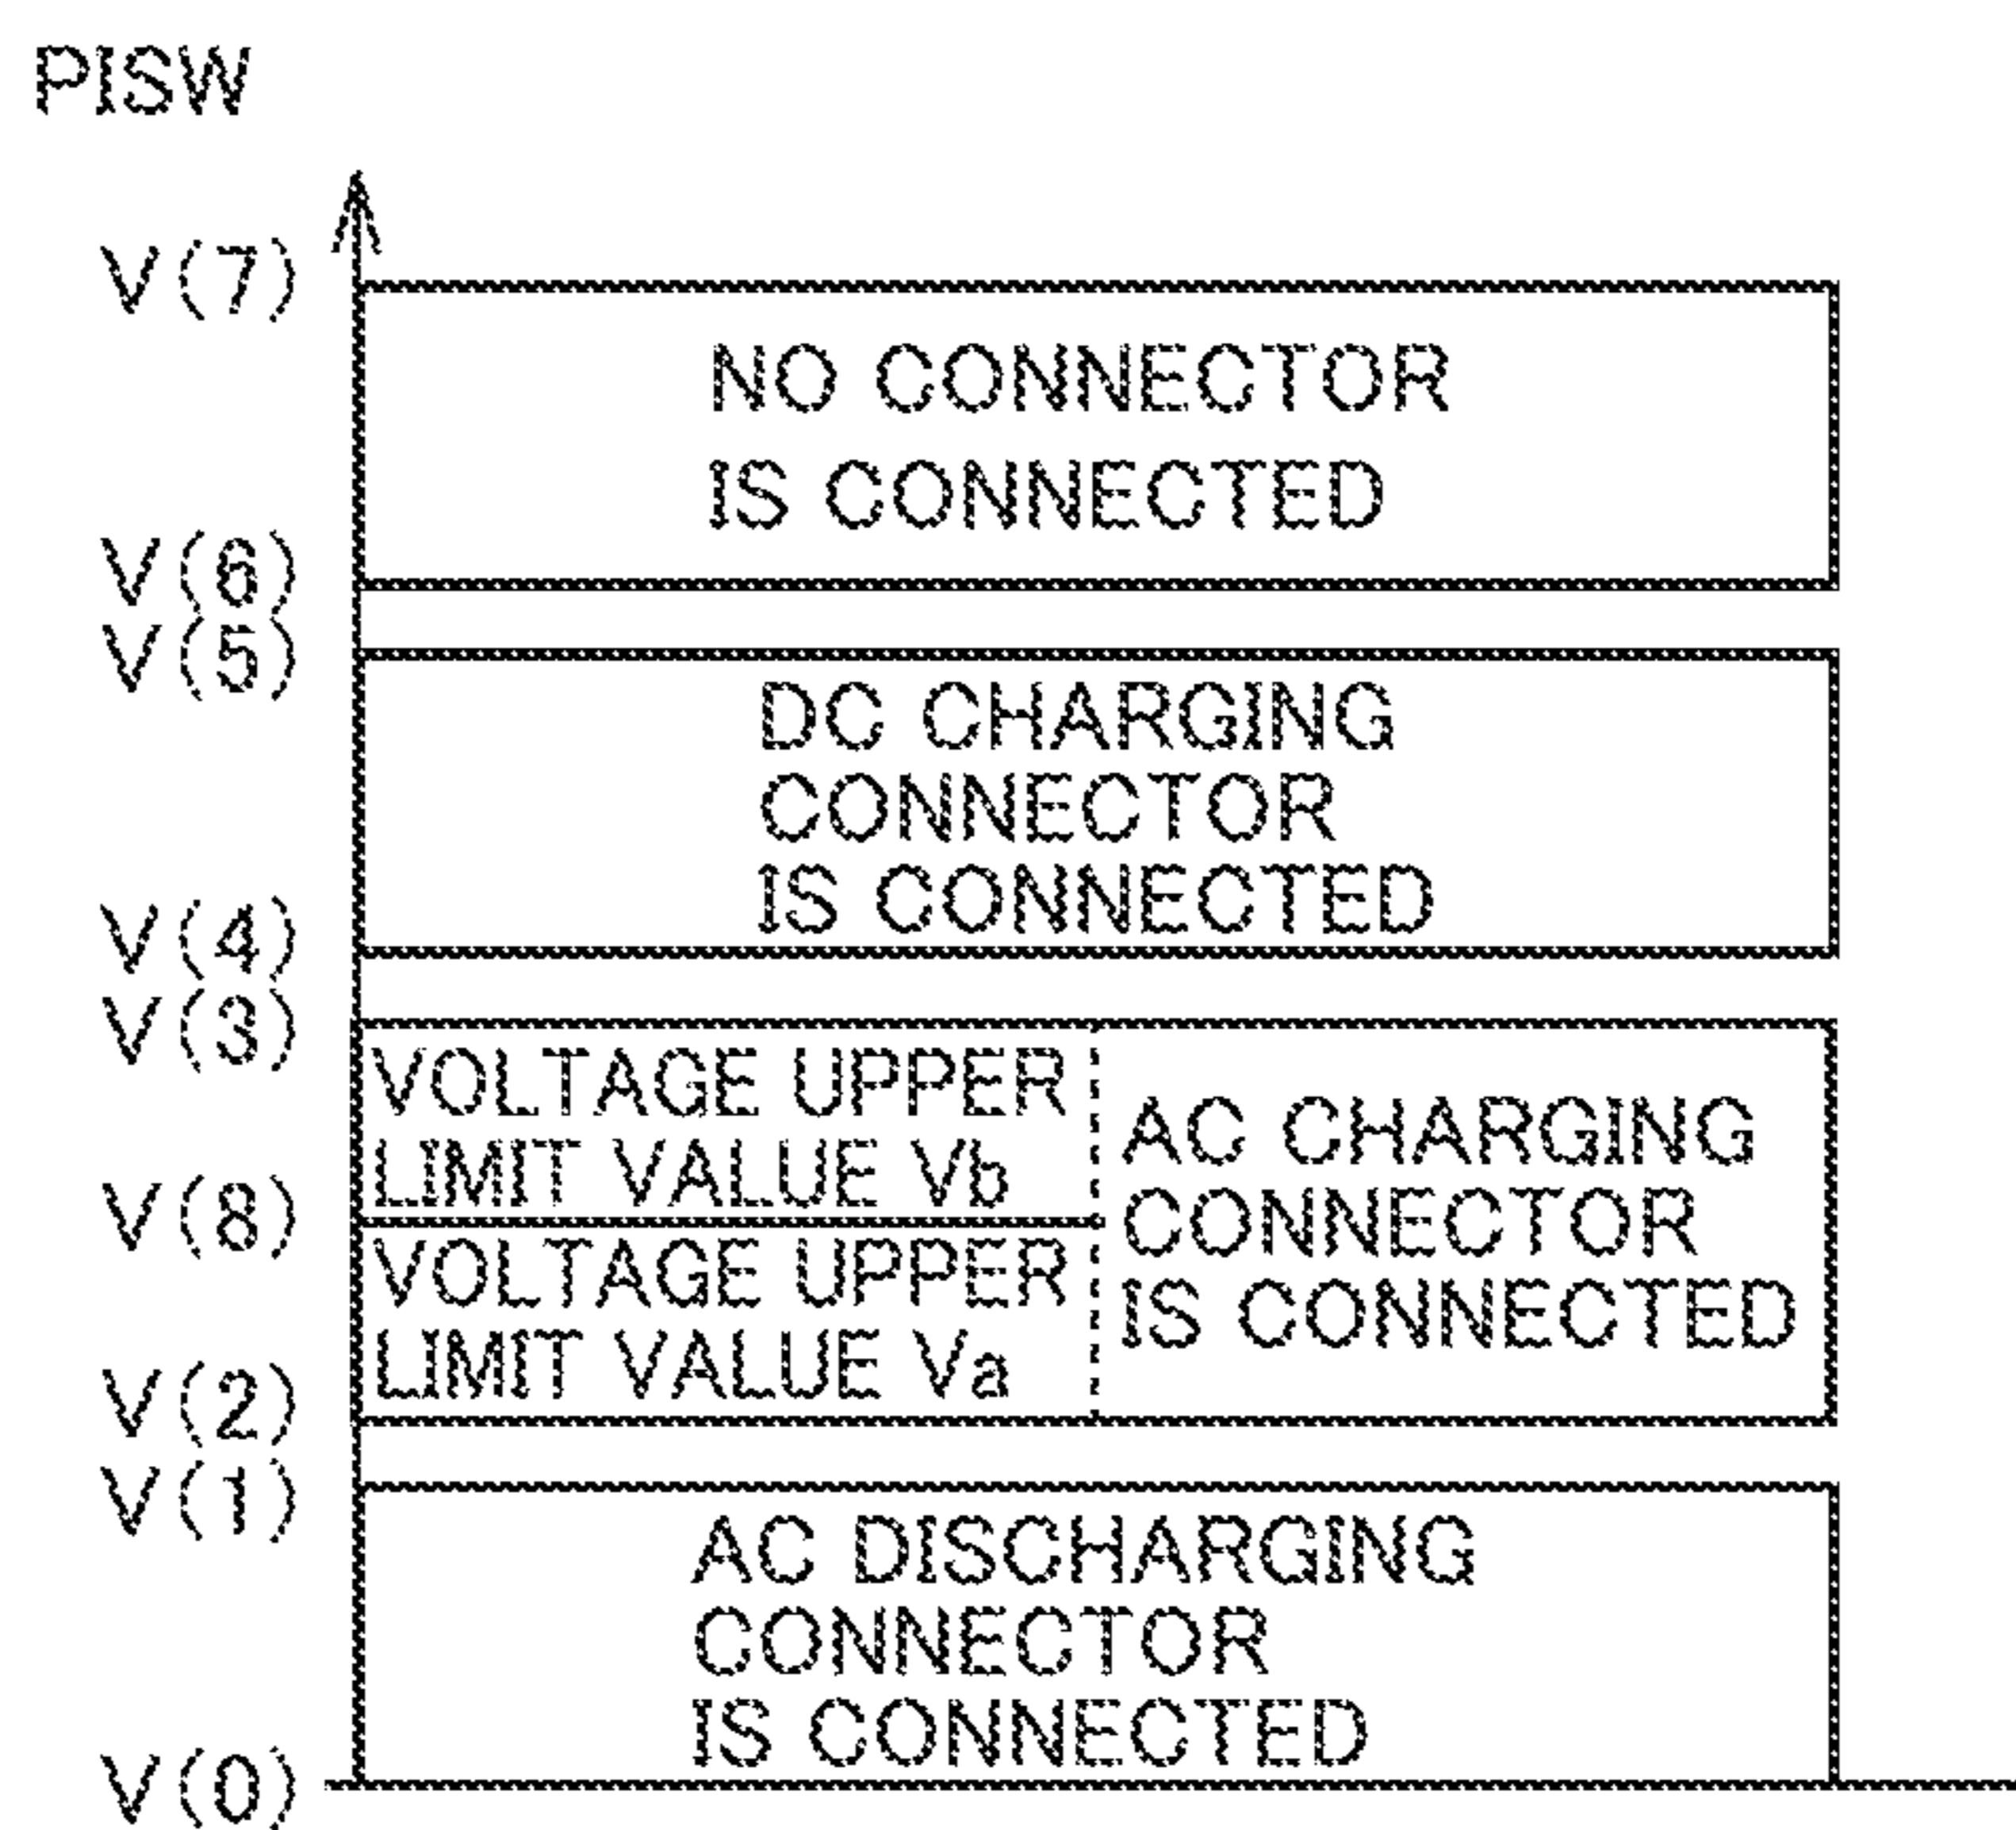 PISW
V(7)
NO CONNECTOR
IS CONNECTED
V(6)
V(5)
DC CHARGING
CONNECTOR
IS CONNECTED
V(4)
V(3)
VOLTAGE UPPER
LIMIT VALUE Vb
V(8)
VOLTAGE UPPER
LIMIT VALUE Va
AC CHARGING
CONNECTOR
IS CONNECTED
V(2)
V(1)
AC DISCHARGING
CONNECTOR
IS CONNECTED
V(0)